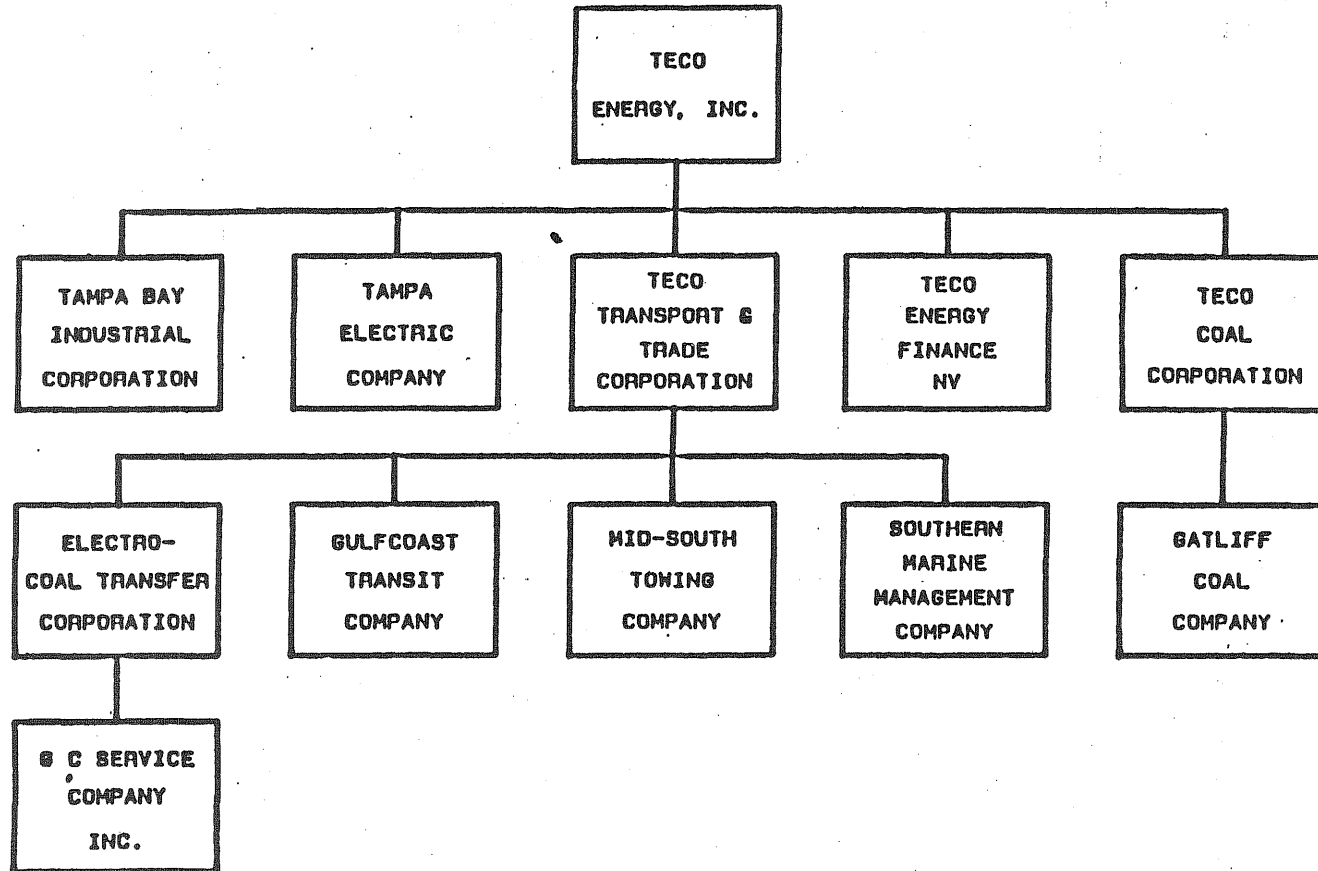 TECO
ENERGY, INC.
TAMPA BAY
INDUSTRIAL
CORPORATION
TAMPA
ELECTRIC
COMPANY
TECO
TRANSPORT &
TRADE
CORPORATION
TECO
ENERGY
FINANCE
NV
TECO
COAL
CORPORATION
ELECTRO-
COAL TRANSFER
CORPORATION
GULFCOAST
TRANSIT
COMPANY
MID-SOUTH
TOWING
COMPANY
SOUTHERN
MARINE
MANAGEMENT
COMPANY
GATLIFF
COAL
COMPANY
G C SERVICE
COMPANY
INC.